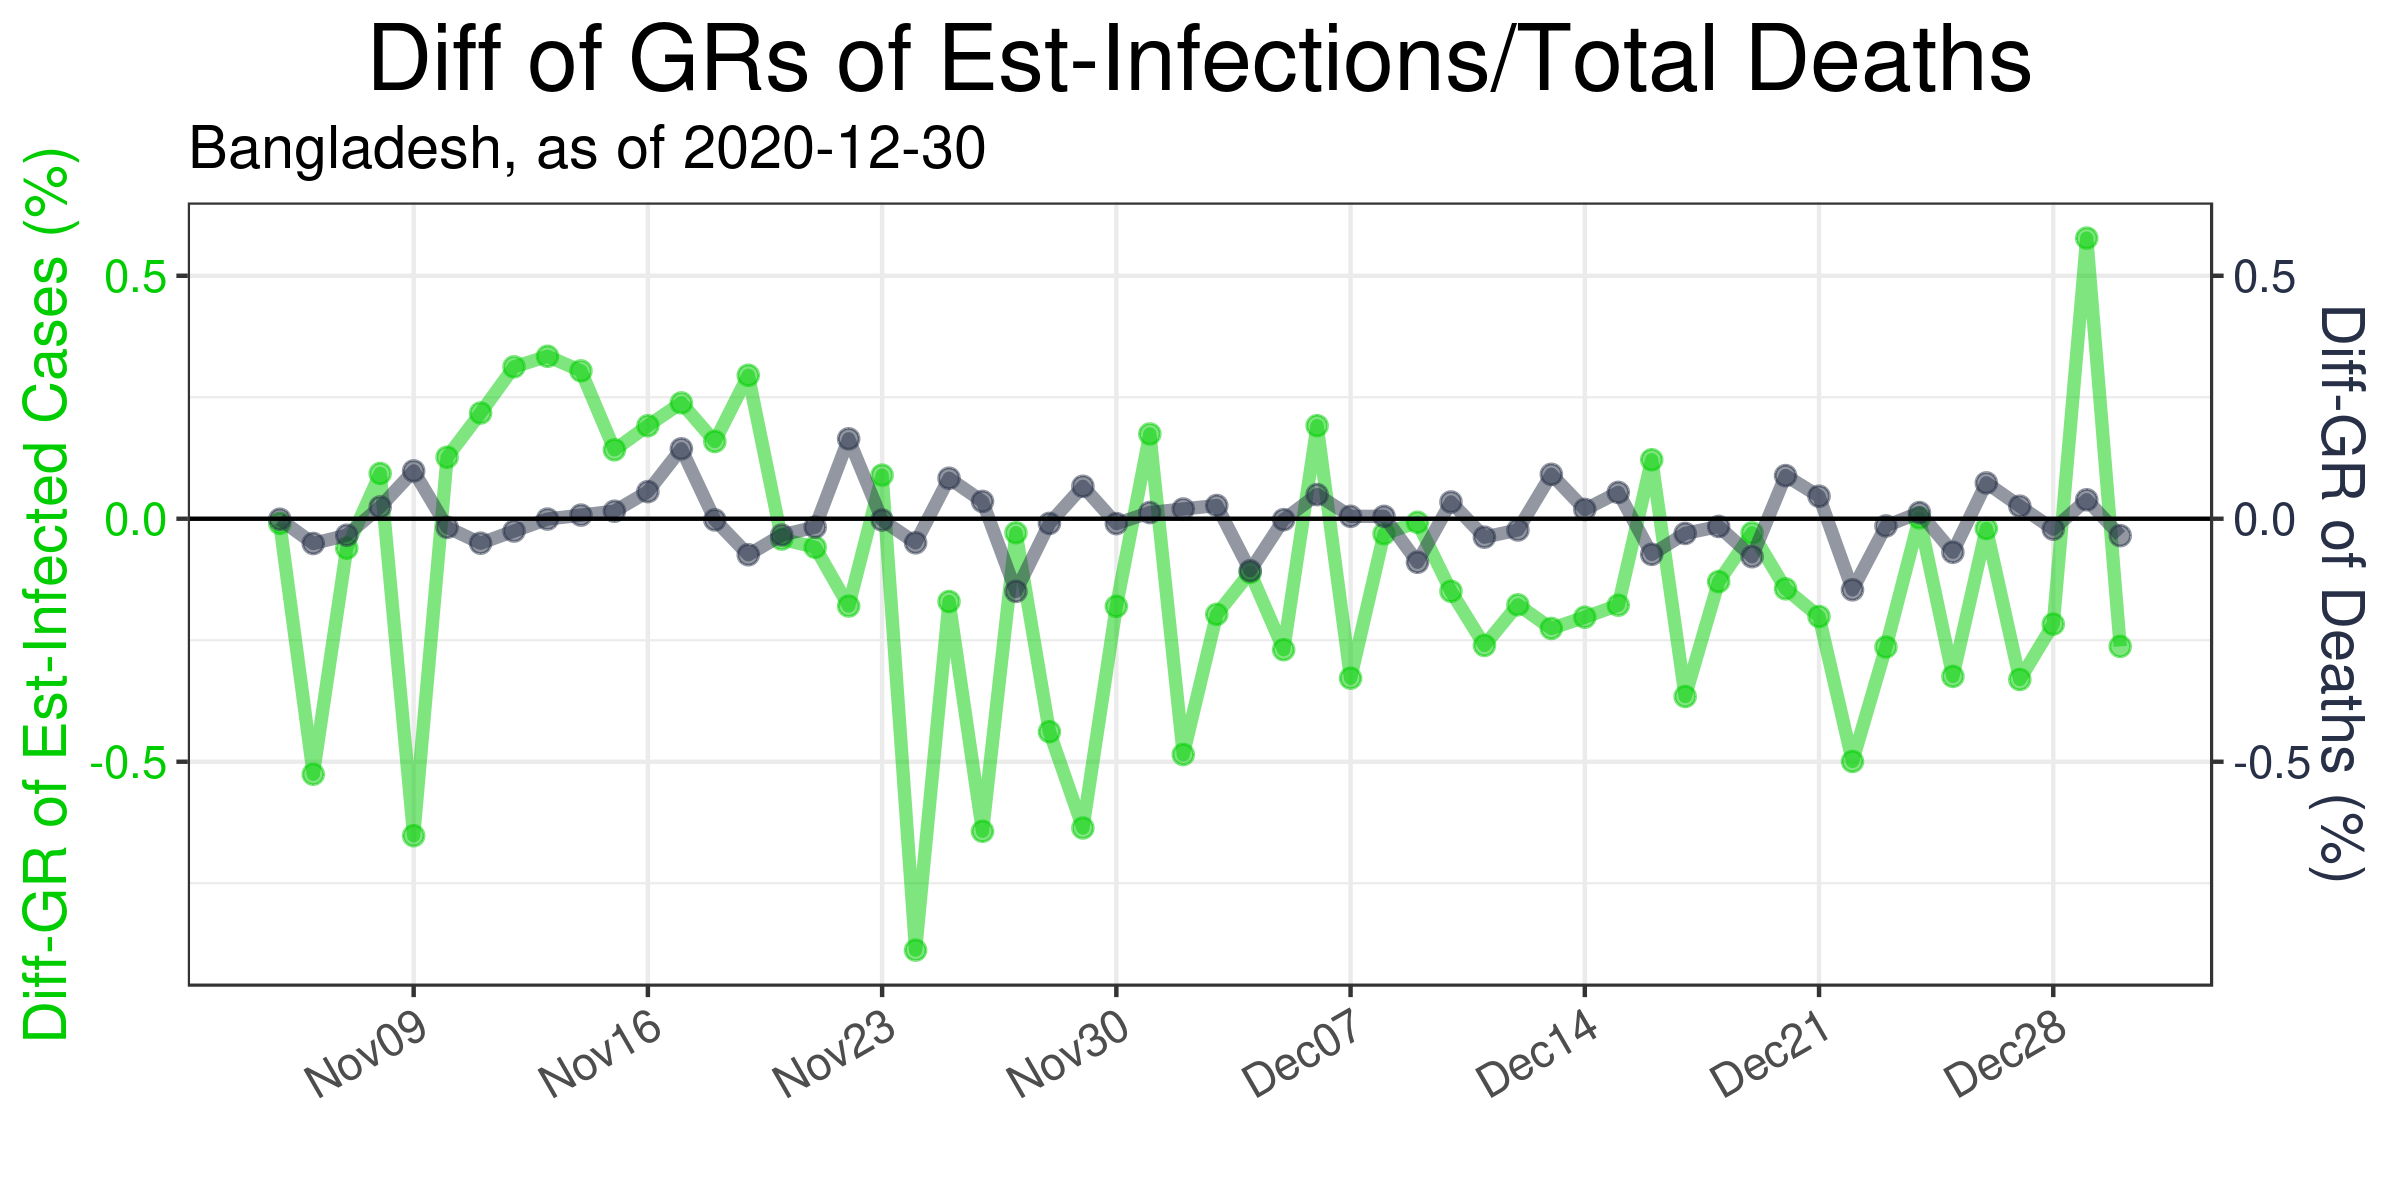 Diff of GRs of Est-Infections/Total Deaths
Bangladesh, as of 2020-12-30
Diff-GR of Est-Infected Cases (%)
0.5
0.0
-0.5
0.5
0.0
-0.5
Diff-GR of Deaths (%)
Nov09
Nov16
Nov23
Nov30
Dec07
Dec14
Dec21
Dec28